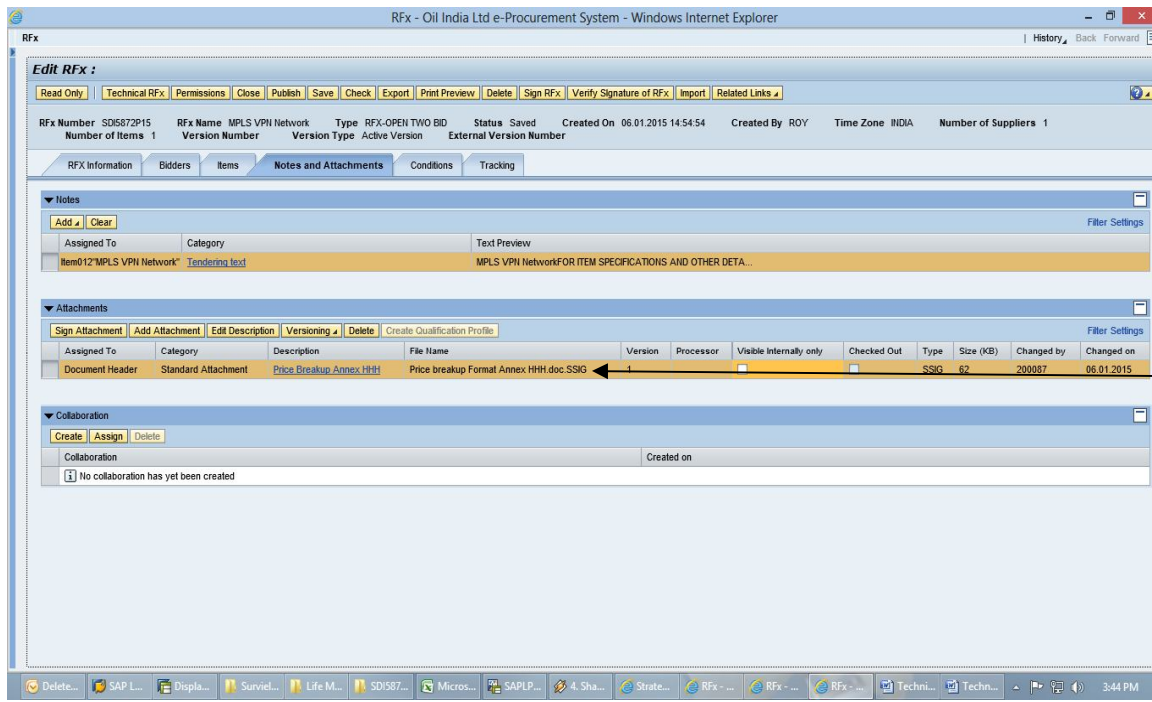 RFx - Oil India Ltd e-Procurement System - Windows Internet Explorer
RFx | History Back Forward
Edit RFx :
Read Only Technical RFx Permissions Close Publish Save Check Export Print Preview Delete Sign RFx Verify Signature of RFx Import Related Links
RFx Number SDI5872P15 RFx Name MPLS VPN Network Type RFX-OPEN TWO BID Status Saved Created On 06.01.2015 14:54:54 Created By ROY Time Zone INDIA Number of Suppliers 1
Number of Items 1 Version Number Version Type Active Version External Version Number
RFX Information Bidders Items Notes and Attachments Conditions Tracking
Notes
Add Clear Filter Settings
Assigned To Category Text Preview
Item012"MPLS VPN Network" Tendering text MPLS VPN NetworkFOR ITEM SPECIFICATIONS AND OTHER DETA...
Attachments
Sign Attachment Add Attachment Edit Description Versioning Delete Create Qualification Profile Filter Settings
Assigned To Category Description File Name Version Processor Visible Internally only Checked Out Type Size (KB) Changed by Changed on
Document Header Standard Attachment Price Breakup Annex HHH Price breakup Format Annex HHH.doc.SSIG 1 SSIG 62 200087 06.01.2015
Collaboration
Create Assign Delete
Collaboration Created on
No collaboration has yet been created
Delete... SAP L... Displa... Surviel... Life M... SDI587... Micros... SAPLP... 4. Sha... Strate... RFx - ... RFx - ... RFx - ... Techni... Techn... 3:44 PM